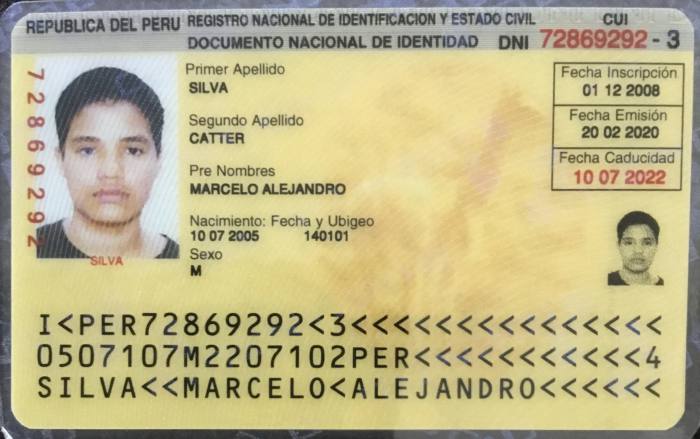 REPUBLICA DEL PERU REGISTRO NACIONAL DE IDENTIFICACION Y ESTADO CIVIL CUI
DOCUMENTO NACIONAL DE IDENTIDAD DNI 72869292 - 3
72869292
SILVA
Primer Apellido
SILVA
Segundo Apellido
CATTER
Pre Nombres
MARCELO ALEJANDRO
Nacimiento: Fecha y Ubigeo
10 07 2005 140101
Sexo
M
Fecha Inscripción
01 12 2008
Fecha Emisión
20 02 2020
Fecha Caducidad
10 07 2022
I<PER72869292<3<<<<<<<<<<<<<<<
0507107M2207102PER<<<<<<<<<<<4
SILVA<<MARCELO<ALEJANDRO<<<<<<